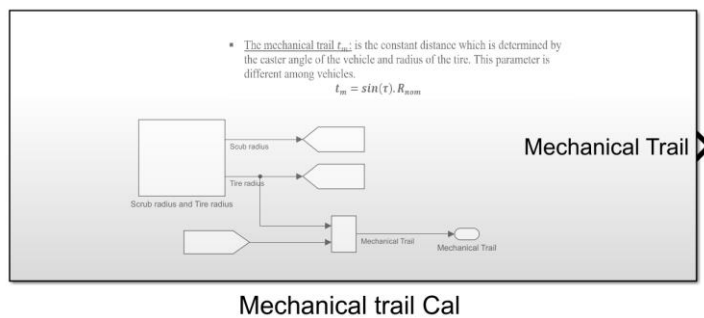 • The mechanical trail tₘ: is the constant distance which is determined by
the caster angle of the vehicle and radius of the tire. This parameter is
different among vehicles.
tₘ = sin(τ). Rₙₒₘ
Mechanical Trail
Scub radius
Tire radius
Scrub radius and Tire radius
Mechanical Trail
Mechanical Trail
Mechanical trail Cal